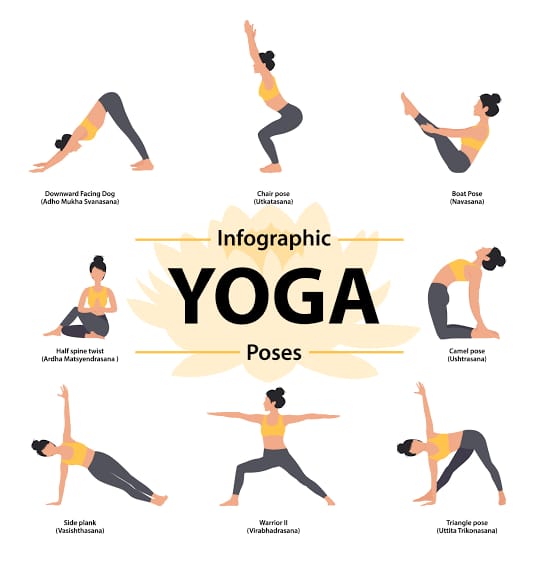 Downward Facing Dog
(Adho Mukha Svanasana)
Chair pose
(Utkatasana)
Boat Pose
(Navasana)
Infographic
YOGA
Poses
Half spine twist
(Ardha Matsyendrasana )
Camel pose
(Ushtrasana)
Side plank
(Vasishthasana)
Warrior II
(Virabhadrasana)
Triangle pose
(Uttita Trikonasana)